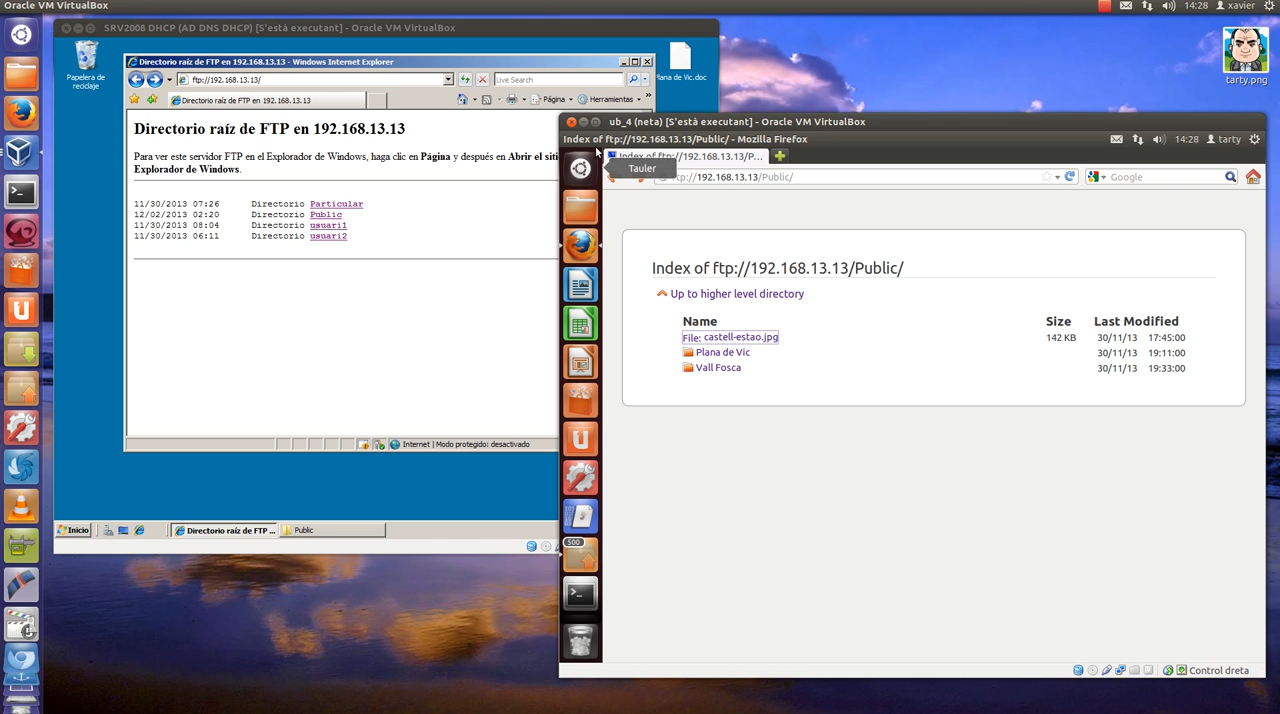 Oracle VM VirtualBox
14:28 xavier
SRV2008 DHCP (AD DNS DHCP) [S'està executant] - Oracle VM VirtualBox
Papelera de
reciclaje
Directorio raíz de FTP en 192.168.13.13 - Windows Internet Explorer
ftp://192.168.13.13/
Live Search
Directorio raíz de FTP en 192.168.13.13
Página
Herramientas
»
Directorio raíz de FTP en 192.168.13.13
Para ver este servidor FTP en el Explorador de Windows, haga clic en Página y después en Abrir el siti
Explorador de Windows.
11/30/2013 07:26 Directorio Particular
12/02/2013 02:20 Directorio Public
11/30/2013 08:04 Directorio usuari1
11/30/2013 06:11 Directorio usuari2
Internet | Modo protegido: desactivado
Inicio
Directorio raíz de FTP ...
Public
lana de Vic.doc
tarty.png
ub_4 (neta) [S'està executant] - Oracle VM VirtualBox
Index of ftp://192.168.13.13/Public/ - Mozilla Firefox
14:28 tarty
Index of ftp://192.168.13.13/P...
Tauler
tp://192.168.13.13/Public/
Google
Index of ftp://192.168.13.13/Public/
Up to higher level directory
Name Size Last Modified
File: castell-estao.jpg 142 KB 30/11/13 17:45:00
Plana de Vic 30/11/13 19:11:00
Vall Fosca 30/11/13 19:33:00
500
Control dreta